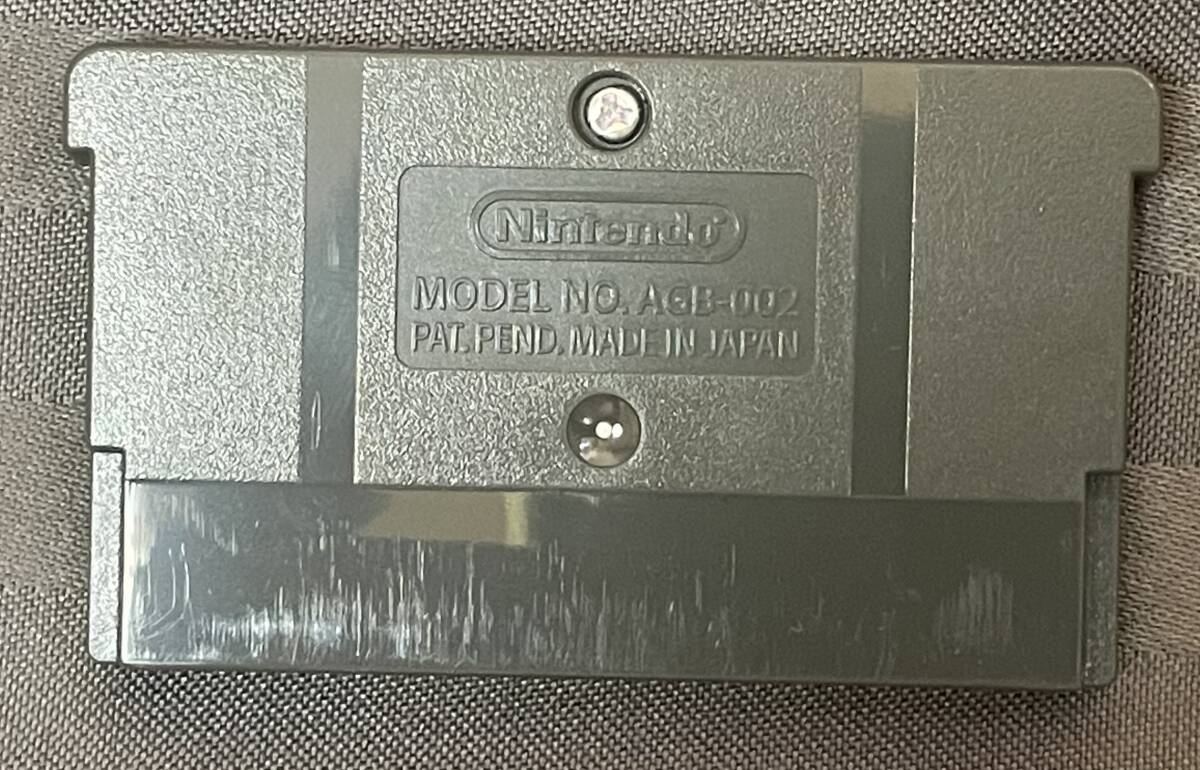 Nintendo®
MODEL NO. AGB-002
PAT. PEND. MADE IN JAPAN